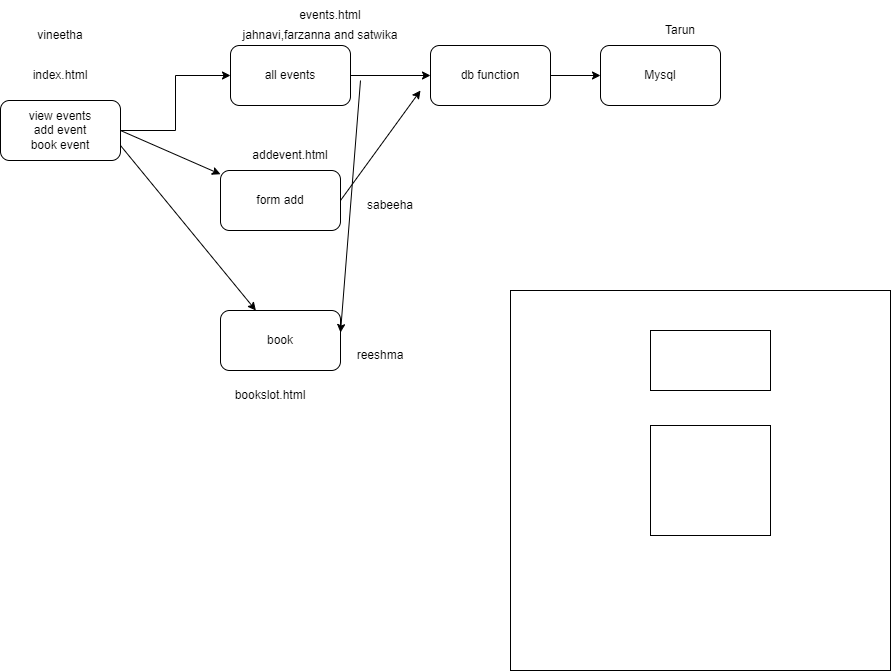 vineetha
index.html
view events
add event
book event
events.html
jahnavi,farzanna and satwika
all events
db function
Tarun
Mysql
addevent.html
form add
sabeeha
book
reeshma
bookslot.html